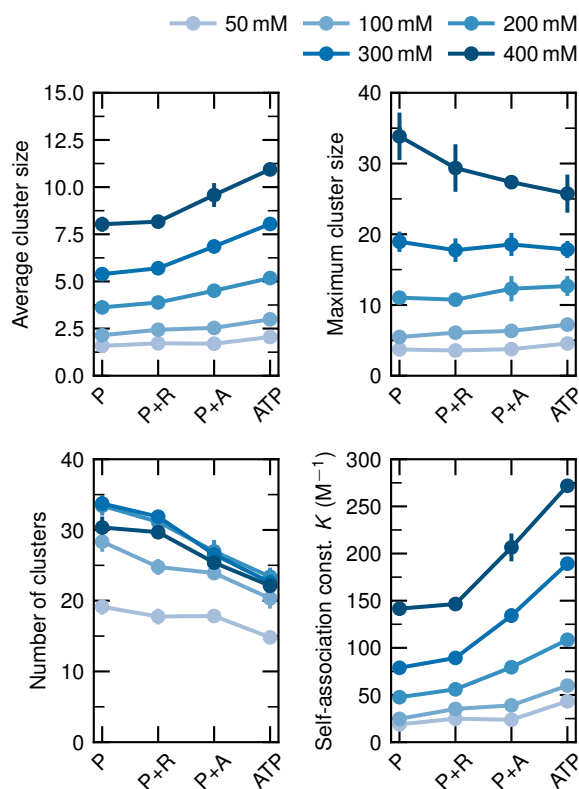 50 mM 100 mM 200 mM
300 mM 400 mM
Average cluster size
15.0
12.5
10.0
7.5
5.0
2.5
0.0
P P+R P+A ATP
Maximum cluster size
40
30
20
10
0
P P+R P+A ATP
Number of clusters
40
30
20
10
0
P P+R P+A ATP
Self-association const. K (M⁻¹)
300
250
200
150
100
50
0
P P+R P+A ATP